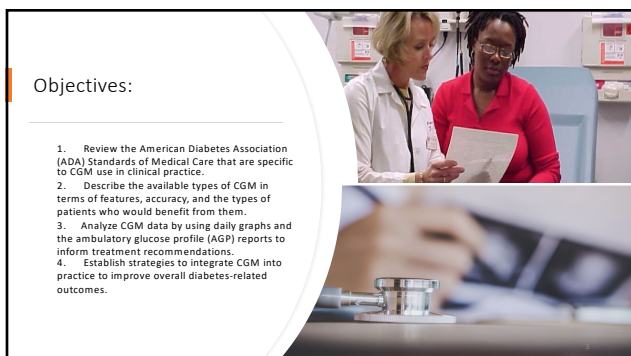 Objectives:
1. Review the American Diabetes Association
(ADA) Standards of Medical Care that are specific
to CGM use in clinical practice.
2. Describe the available types of CGM in
terms of features, accuracy, and the types of
patients who would benefit from them.
3. Analyze CGM data by using daily graphs and
the ambulatory glucose profile (AGP) reports to
inform treatment recommendations.
4. Establish strategies to integrate CGM into
practice to improve overall diabetes-related
outcomes.